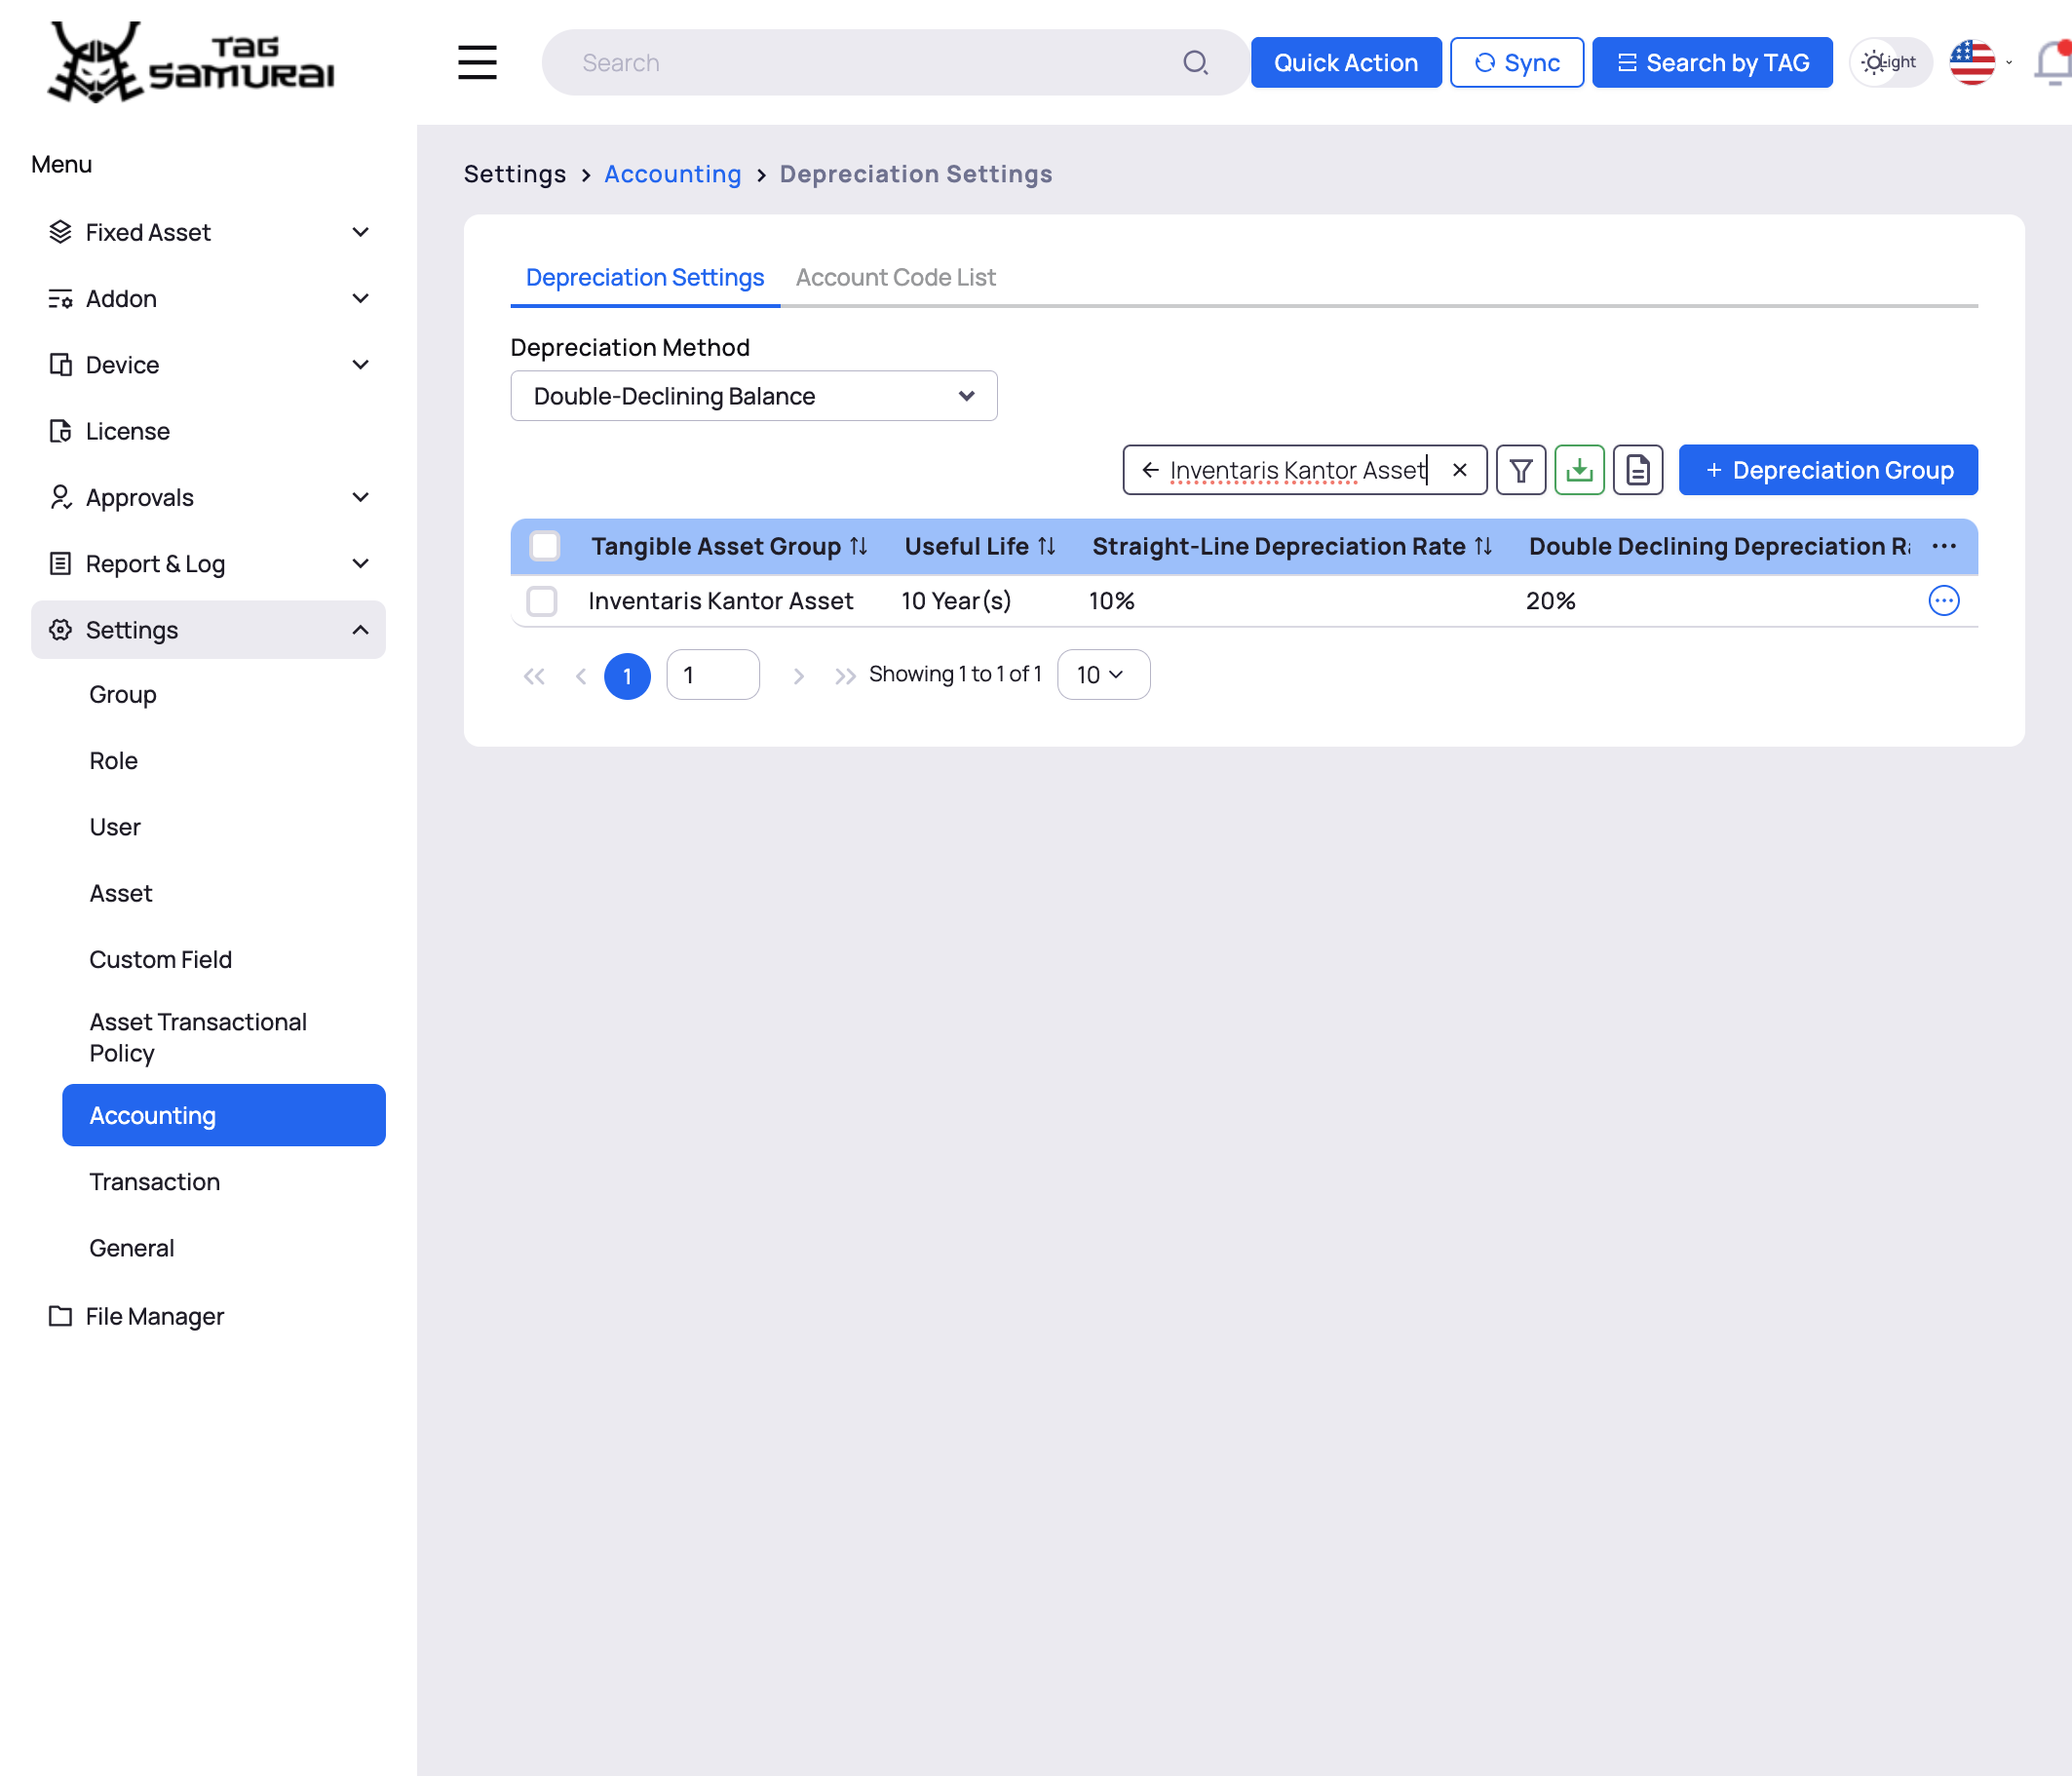 TAG
SAMURAI
Search
Quick Action
Sync
Search by TAG
Light
Menu
Fixed Asset
Addon
Device
License
Approvals
Report & Log
Settings
Group
Role
User
Asset
Custom Field
Asset Transactional
Policy
Accounting
Transaction
General
File Manager
Settings > Accounting > Depreciation Settings
Depreciation Settings Account Code List
Depreciation Method
Double-Declining Balance
Inventaris Kantor Asset
+ Depreciation Group
Tangible Asset Group Useful Life Straight-Line Depreciation Rate Double Declining Depreciation
Inventaris Kantor Asset 10 Year(s) 10% 20%
1 1 Showing 1 to 1 of 1 10